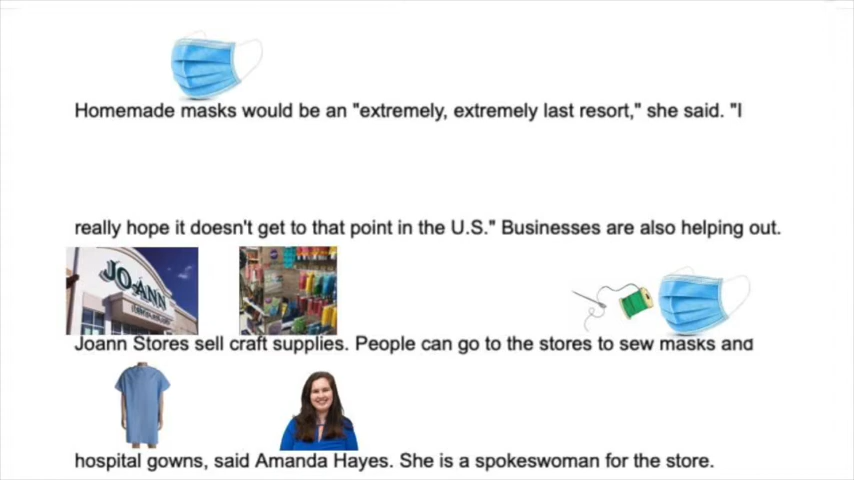 Homemade masks would be an "extremely, extremely last resort," she said. "I
really hope it doesn't get to that point in the U.S." Businesses are also helping out.
JO-ANN
Joann Stores sell craft supplies. People can go to the stores to sew masks and
hospital gowns, said Amanda Hayes. She is a spokeswoman for the store.